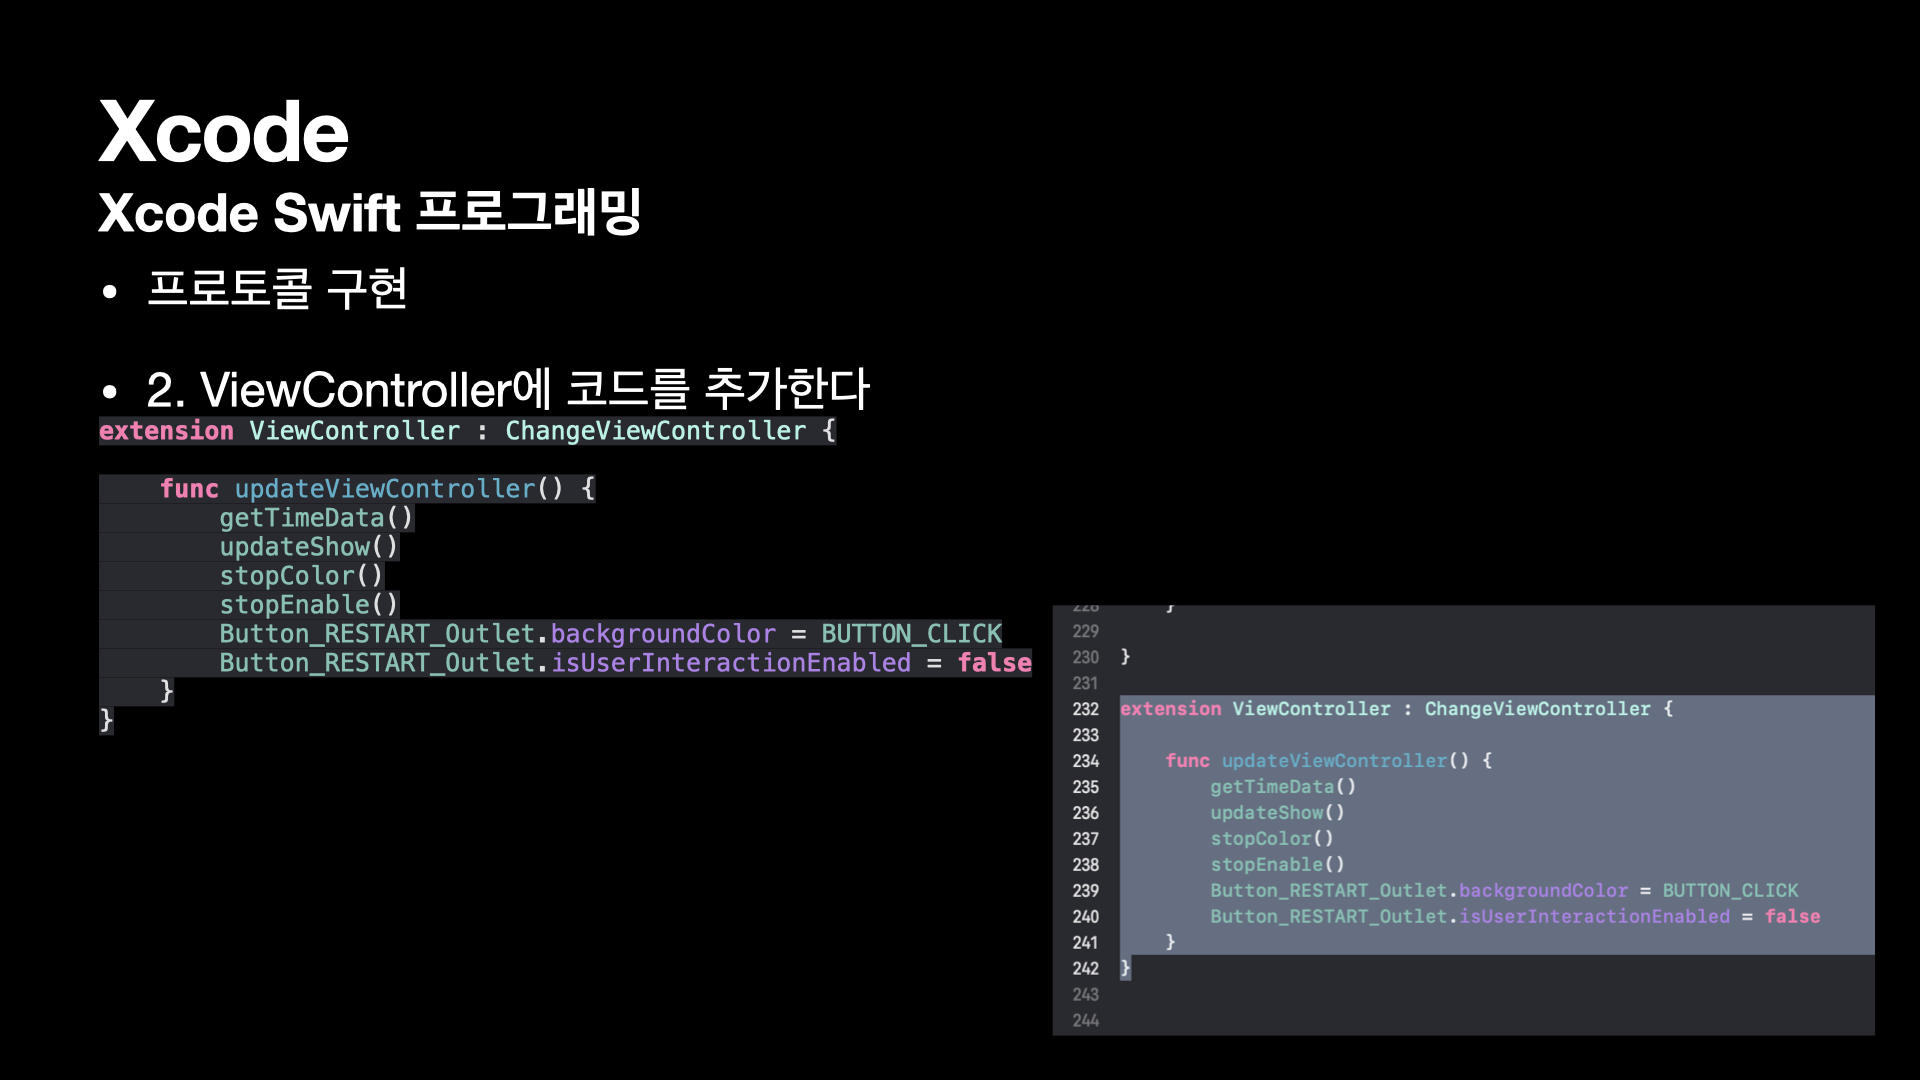 Xcode
Xcode Swift 프로그래밍
• 프로토콜 구현
• 2. ViewController에 코드를 추가한다
extension ViewController : ChangeViewController {
func updateViewController() {
getTimeData()
updateShow()
stopColor()
stopEnable()
Button_RESTART_Outlet.backgroundColor = BUTTON_CLICK
Button_RESTART_Outlet.isUserInteractionEnabled = false
}
}
228 }
229
230 }
231
232 extension ViewController : ChangeViewController {
233
234 func updateViewController() {
235 getTimeData()
236 updateShow()
237 stopColor()
238 stopEnable()
239 Button_RESTART_Outlet.backgroundColor = BUTTON_CLICK
240 Button_RESTART_Outlet.isUserInteractionEnabled = false
241 }
242 }
243
244